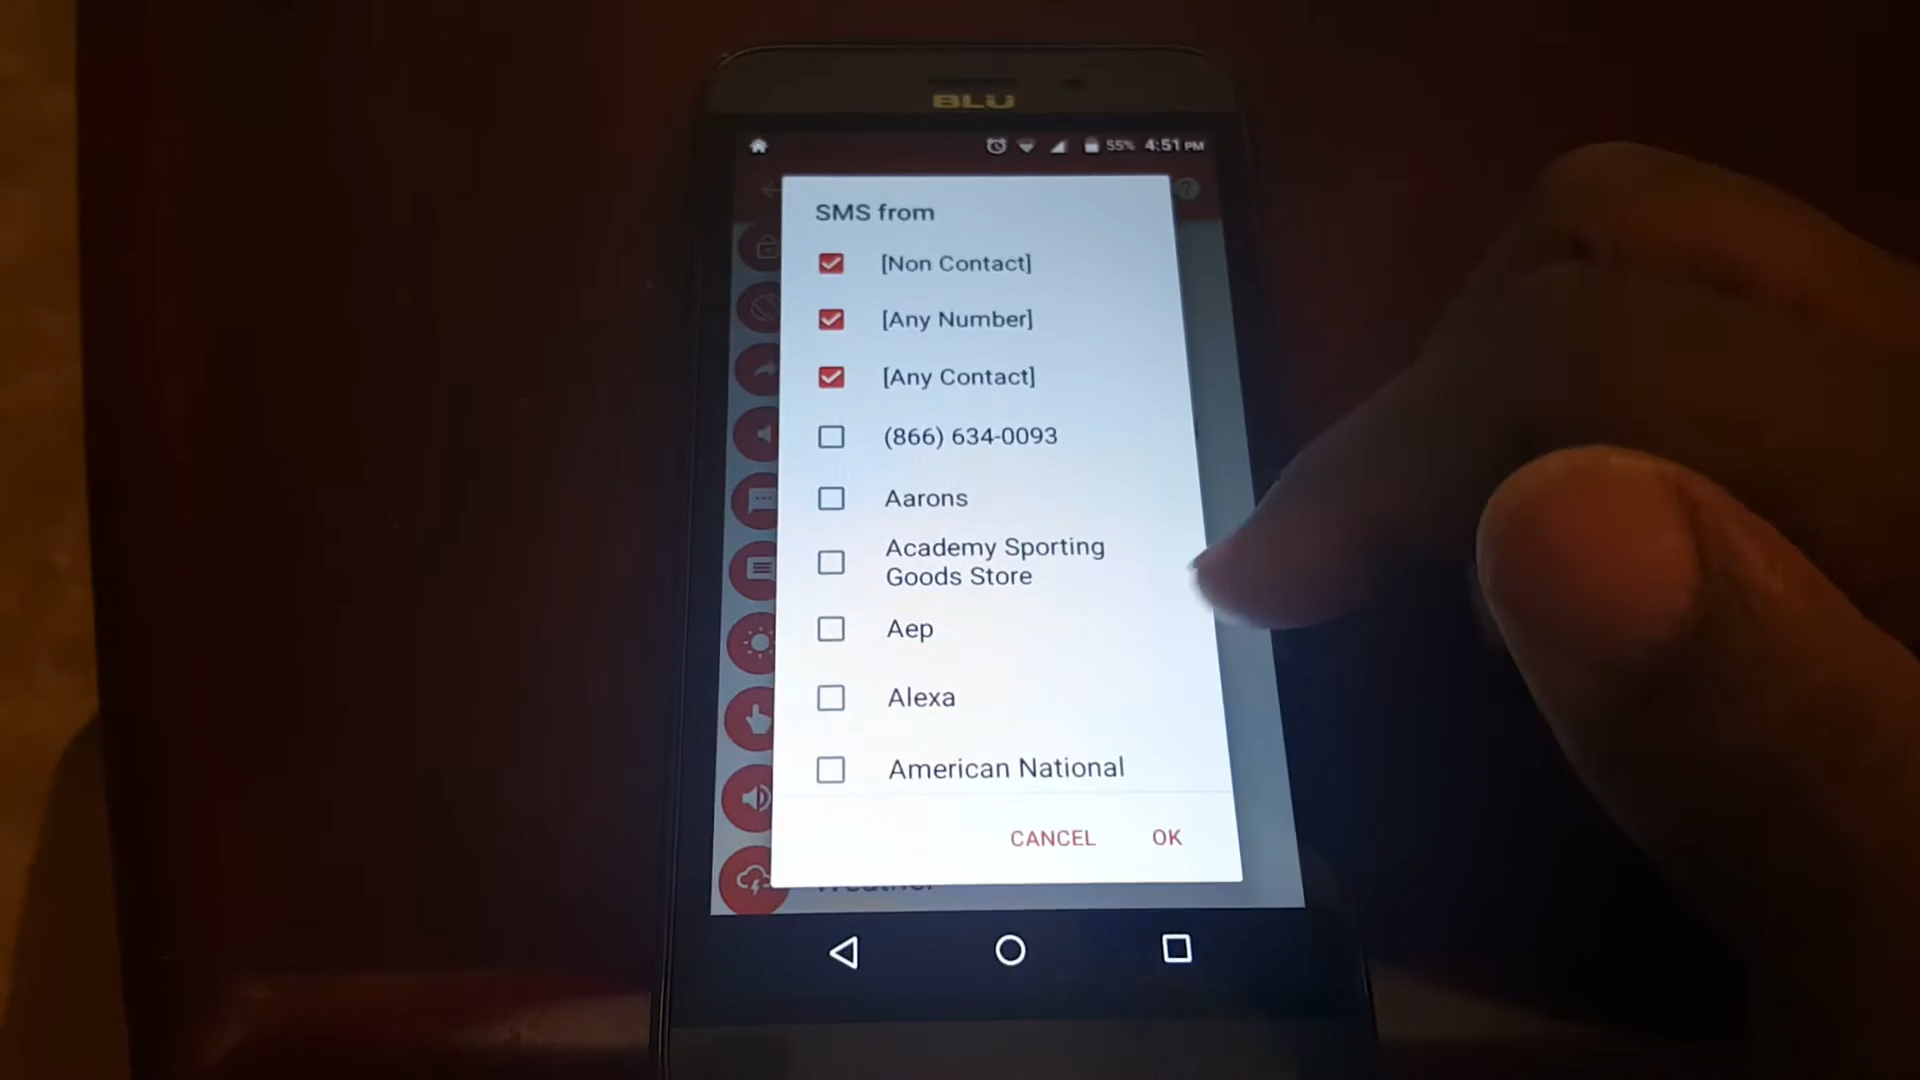 BLU
55% 4:51 PM
SMS from
[Non Contact]
[Any Number]
[Any Contact]
(866) 634-0093
Aarons
Academy Sporting
Goods Store
Aep
Alexa
American National
CANCEL OK
Weather